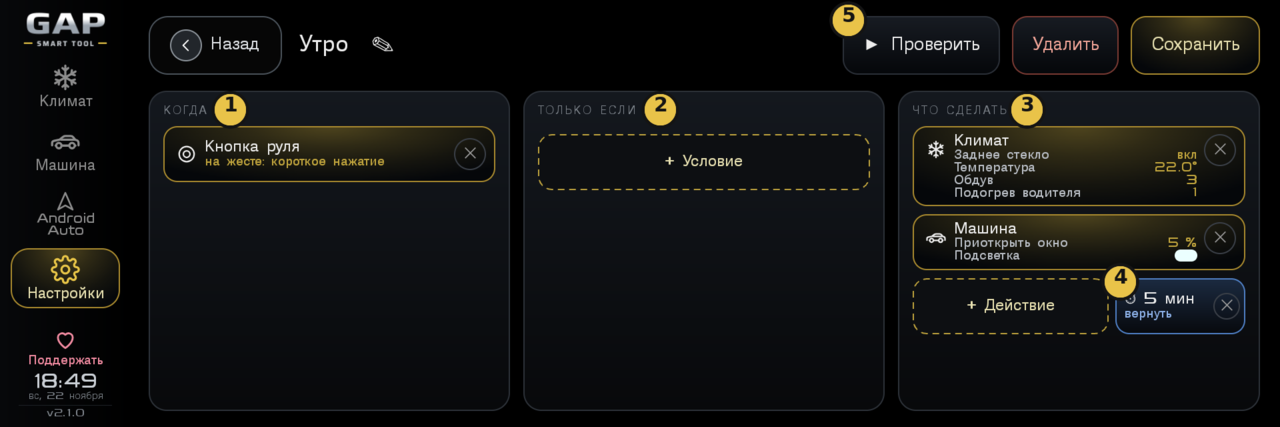 GAP
SMART TOOL
Климат
Машина
Android
Auto
Настройки
Поддержать
18:49
вс, 22 ноября
v2.1.0
Назад
Утро
5
Проверить
Удалить
Сохранить
КОГДА
1
Кнопка руля
на жесте: короткое нажатие
ТОЛЬКО ЕСЛИ
2
+ Условие
ЧТО СДЕЛАТЬ
3
Климат
Заднее стекло вкл
Температура 22.0°
Обдув 3
Подогрев водителя 1
Машина
Приоткрыть окно 5 %
Подсветка
+ Действие
4
5 мин
вернуть